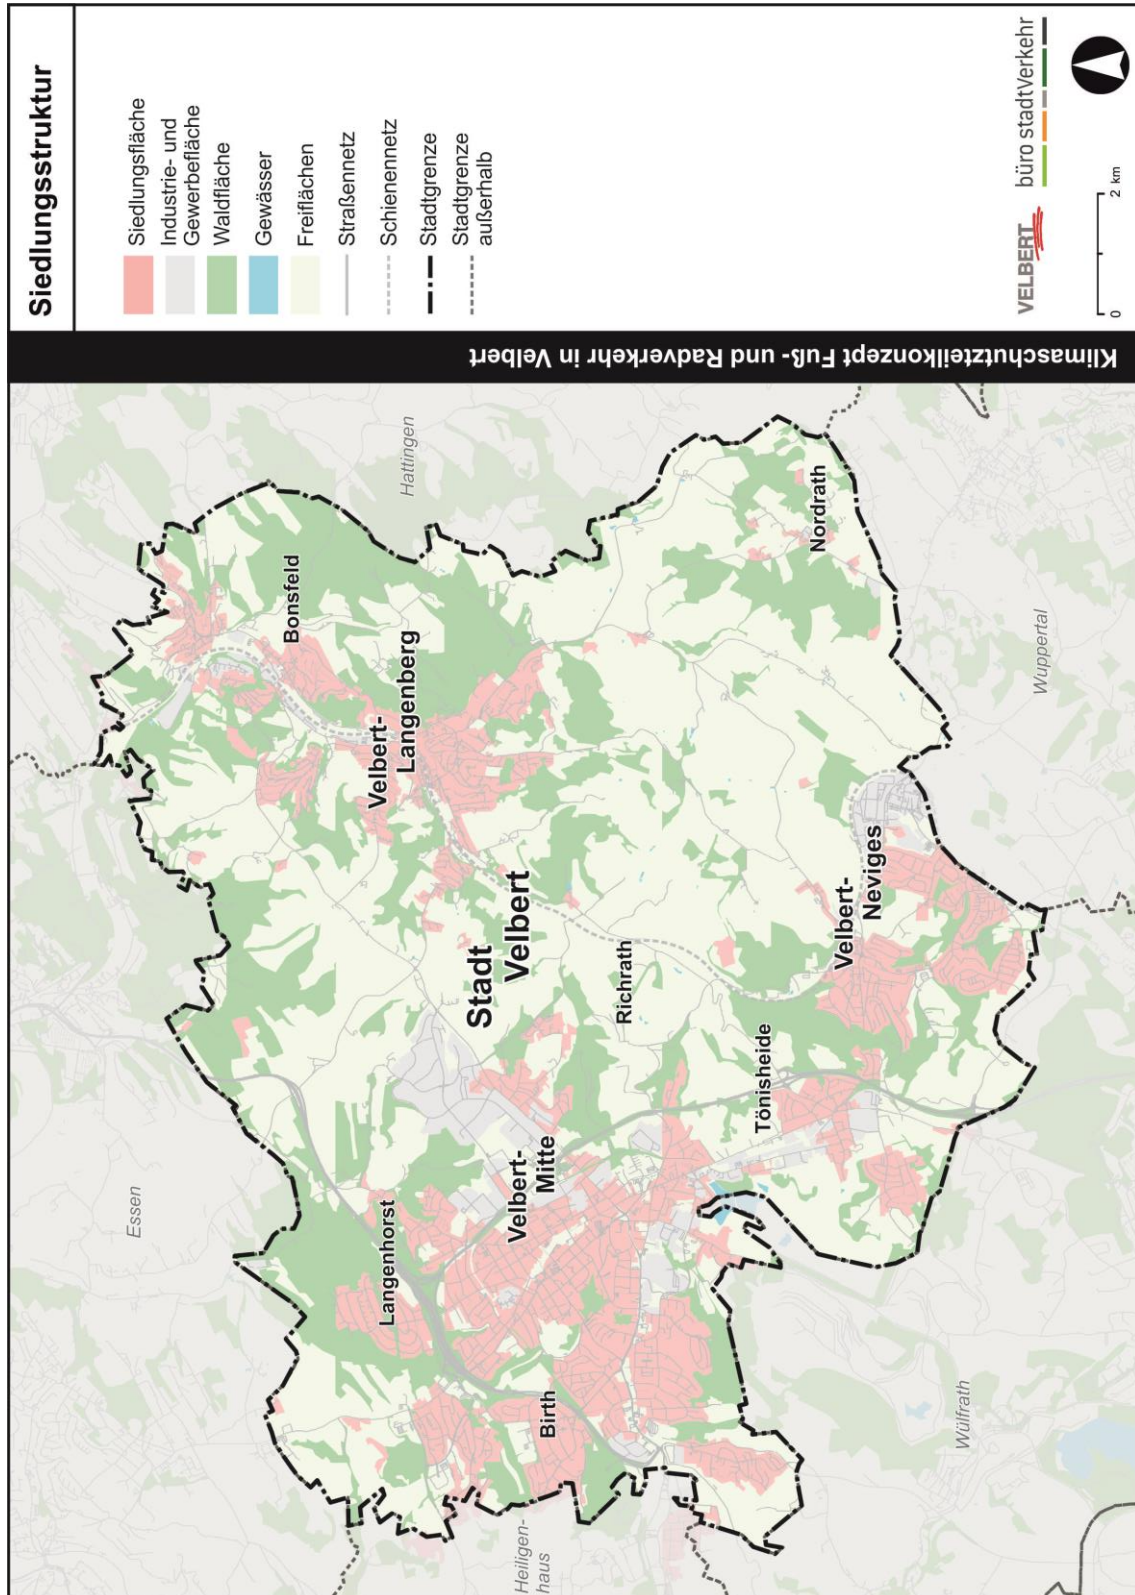 Siedlungsstruktur
Siedlungsfläche
Industrie- und
Gewerbefläche
Waldfläche
Gewässer
Freiflächen
Straßennetz
Schienennetz
Stadtgrenze
Stadtgrenze
außerhalb
VELBERT
büro stadtVerkehr
0
2 km
Klimaschutzteilkonzept Fuß- und Radverkehr in Velbert
Hattingen
Bonsfeld
Velbert-
Langenberg
Nordrath
Wuppertal
Essen
Stadt
Velbert
Richrath
Velbert-
Neviges
Tönisheide
Velbert-
Mitte
Langenhorst
Birth
Wülfrath
Heiligen-
haus